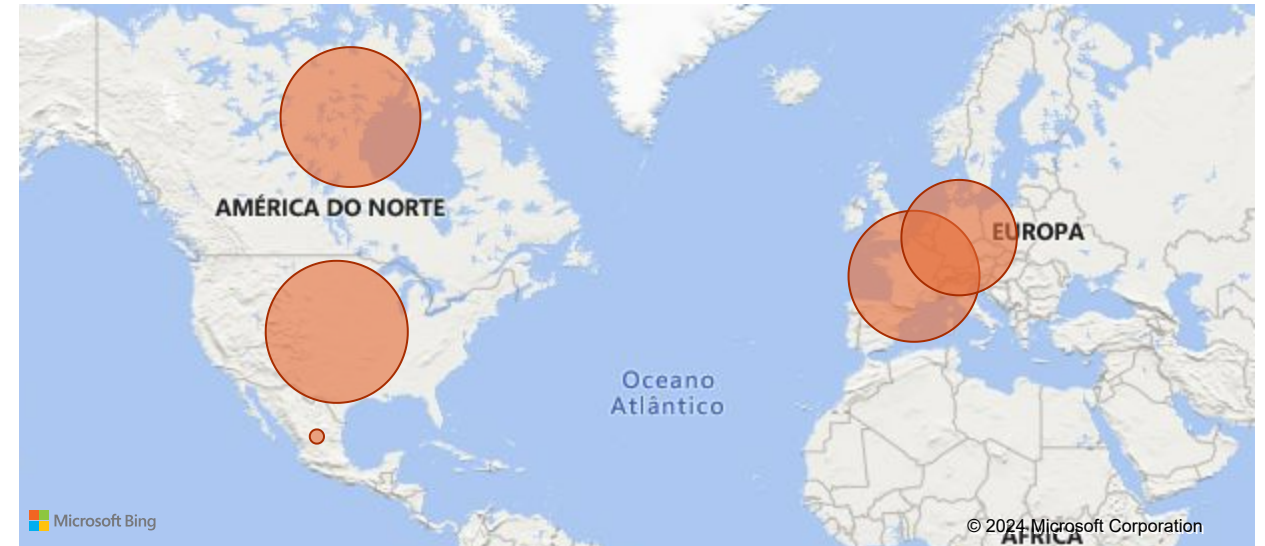 AMÉRICA DO NORTE
EUROPA
Oceano
Atlântico
Microsoft Bing
© 2024 Microsoft Corporation
ÁFRICA